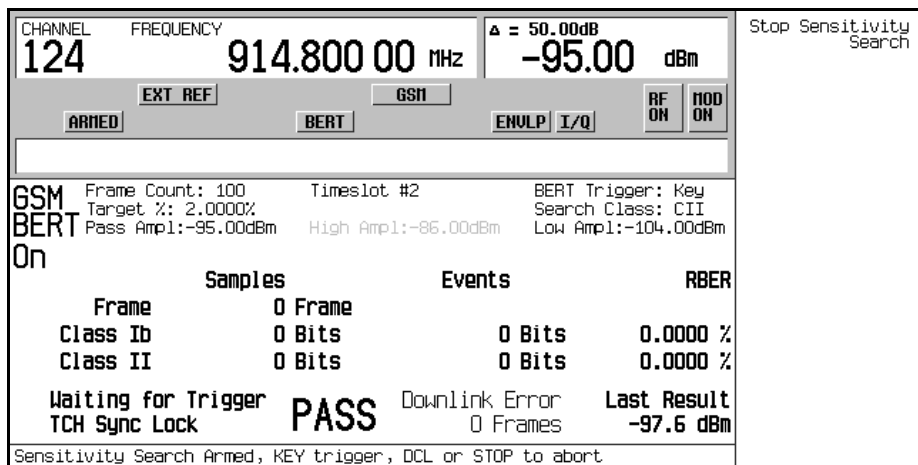 CHANNEL FREQUENCY Δ = 50.00dB Stop Sensitivity
124 914.800 00 MHz -95.00 dBm Search
EXT REF GSM RF ON MOD ON
ARMED BERT ENVLP I/Q
GSM BERT On
Frame Count: 100 Timeslot #2 BERT Trigger: Key
Target %: 2.0000% Search Class: CII
Pass Ampl:-95.00dBm High Ampl:-86.00dBm Low Ampl:-104.00dBm
Samples Events RBER
Frame 0 Frame
Class Ib 0 Bits 0 Bits 0.0000 %
Class II 0 Bits 0 Bits 0.0000 %
Waiting for Trigger PASS Downlink Error Last Result
TCH Sync Lock 0 Frames -97.6 dBm
Sensitivity Search Armed, KEY trigger, DCL or STOP to abort